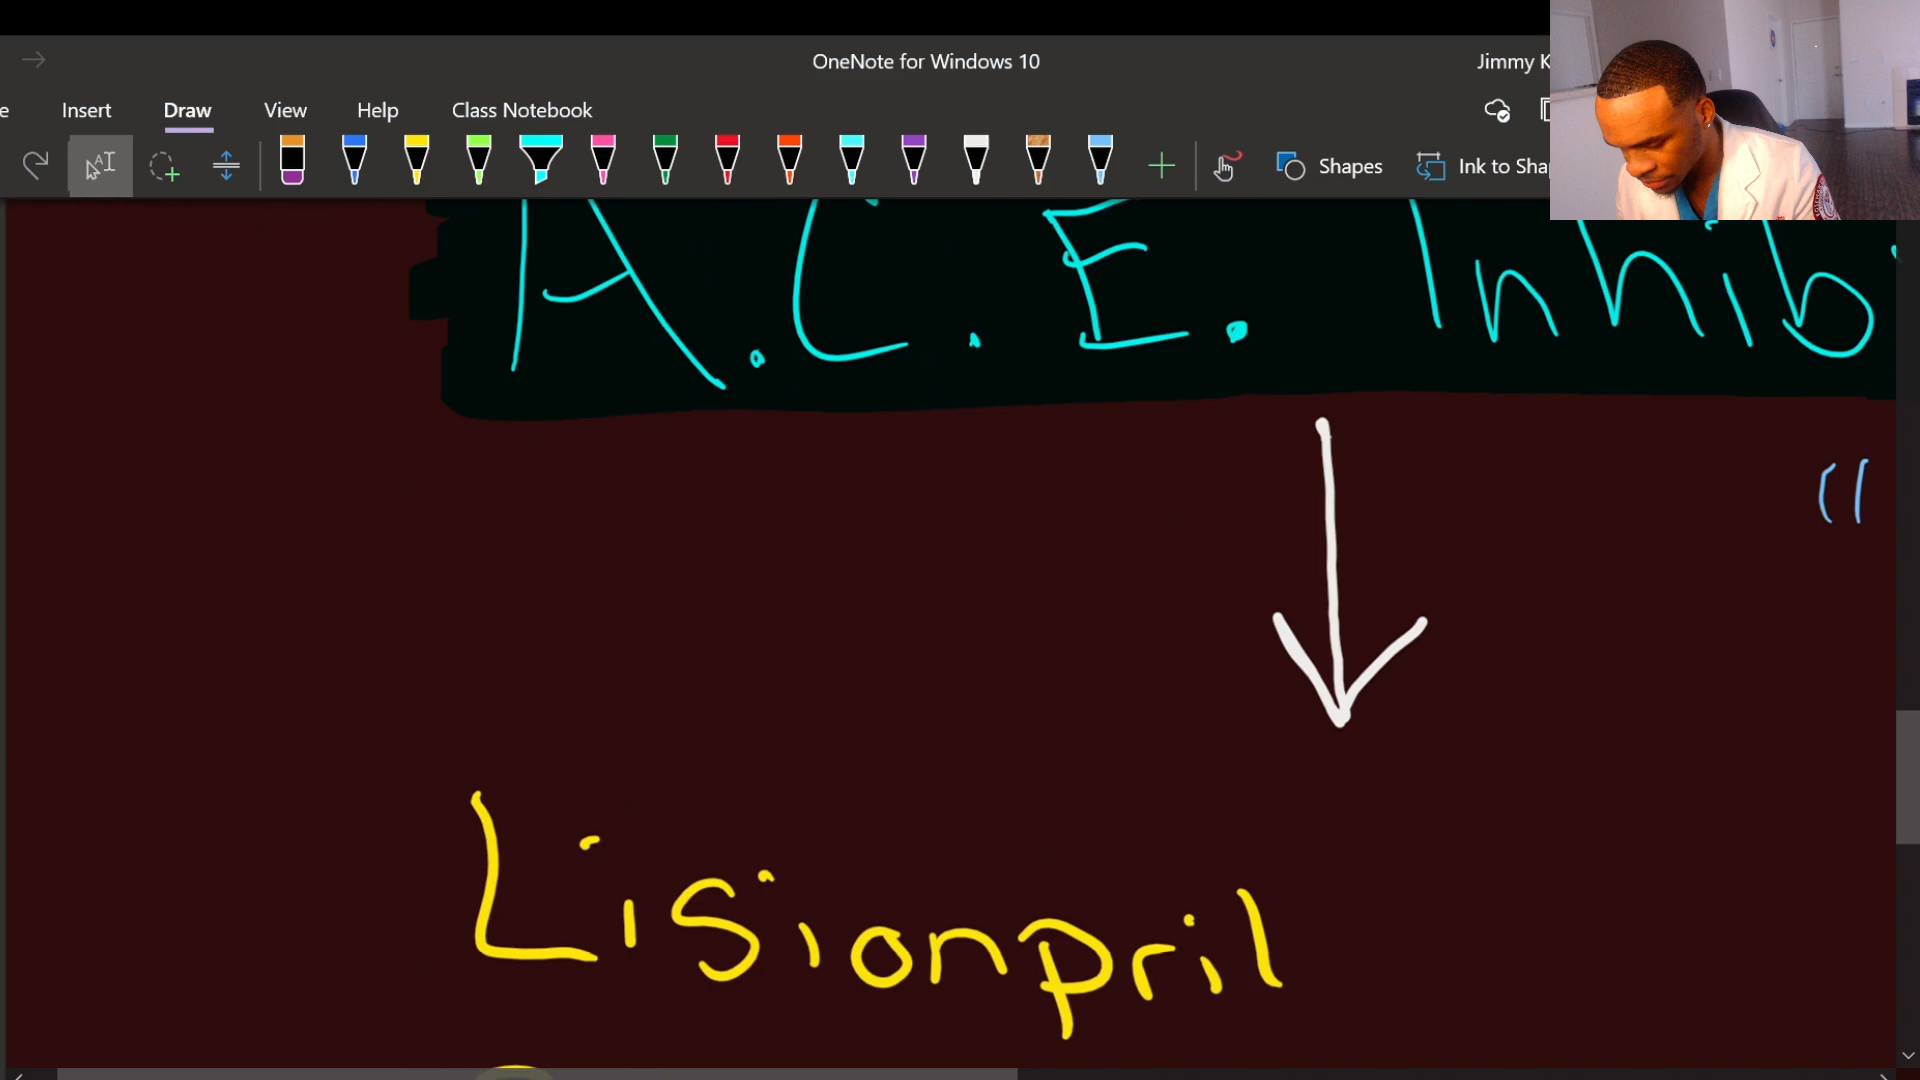 OneNote for Windows 10
Jimmy K
Insert
Draw
View
Help
Class Notebook
Shapes
Ink to Sha
A.C.E. Inhib
Lisionpril